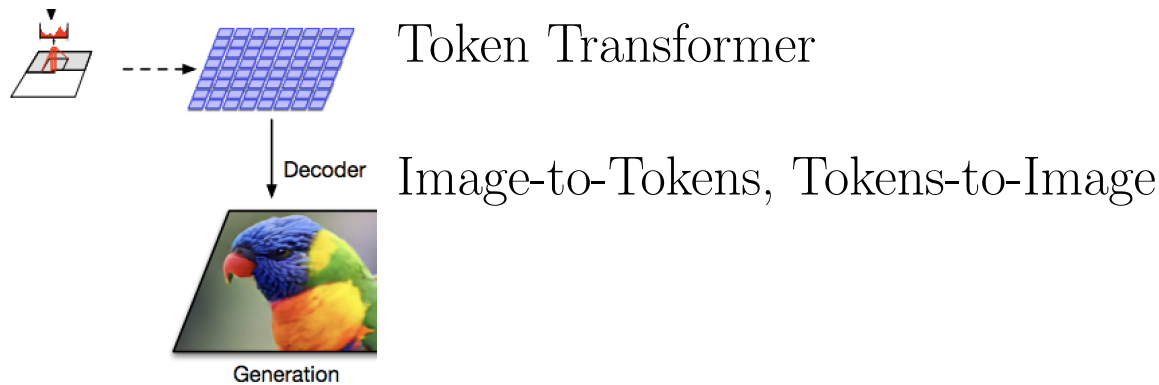 Token Transformer
Decoder
Image-to-Tokens, Tokens-to-Image
Generation